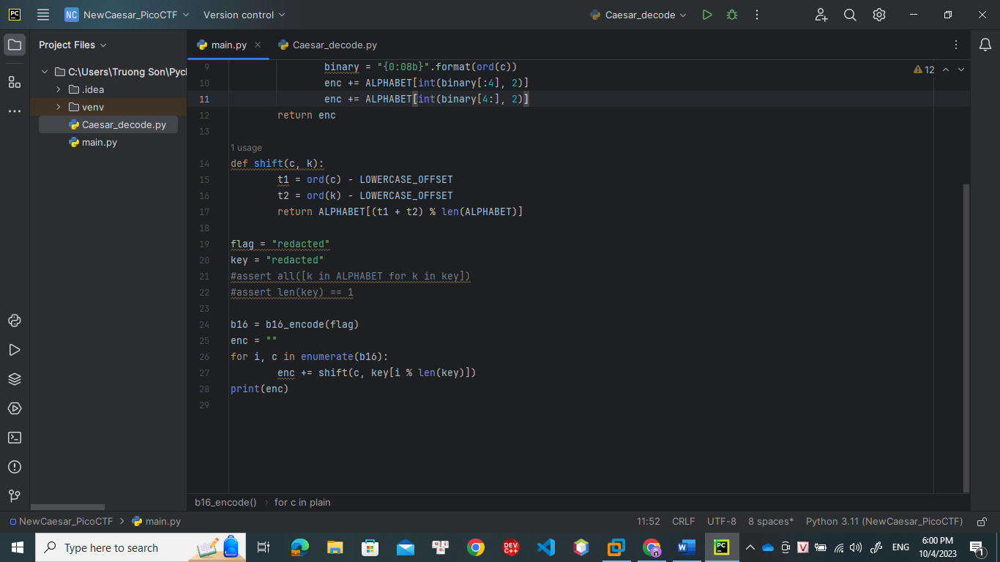 PC
NC NewCaesar_PicoCTF Version control Caesar_decode
Project Files main.py Caesar_decode.py
C:\Users\Truong Son\Pych
.idea
venv
Caesar_decode.py
main.py
12
9 binary = "{0:08b}".format(ord(c))
10 enc += ALPHABET[int(binary[:4], 2)]
11 enc += ALPHABET[int(binary[4:], 2)]
12 return enc
13
1 usage
14 def shift(c, k):
15 t1 = ord(c) - LOWERCASE_OFFSET
16 t2 = ord(k) - LOWERCASE_OFFSET
17 return ALPHABET[(t1 + t2) % len(ALPHABET)]
18
19 flag = "redacted"
20 key = "redacted"
21 #assert all([k in ALPHABET for k in key])
22 #assert len(key) == 1
23
24 b16 = b16_encode(flag)
25 enc = ""
26 for i, c in enumerate(b16):
27 enc += shift(c, key[i % len(key)])
28 print(enc)
29
b16_encode() for c in plain
NewCaesar_PicoCTF main.py 11:52 CRLF UTF-8 8 spaces* Python 3.11 (NewCaesar_PicoCTF)
Type here to search DEV C++ W PC V ENG 6:00 PM
10/4/2023
1